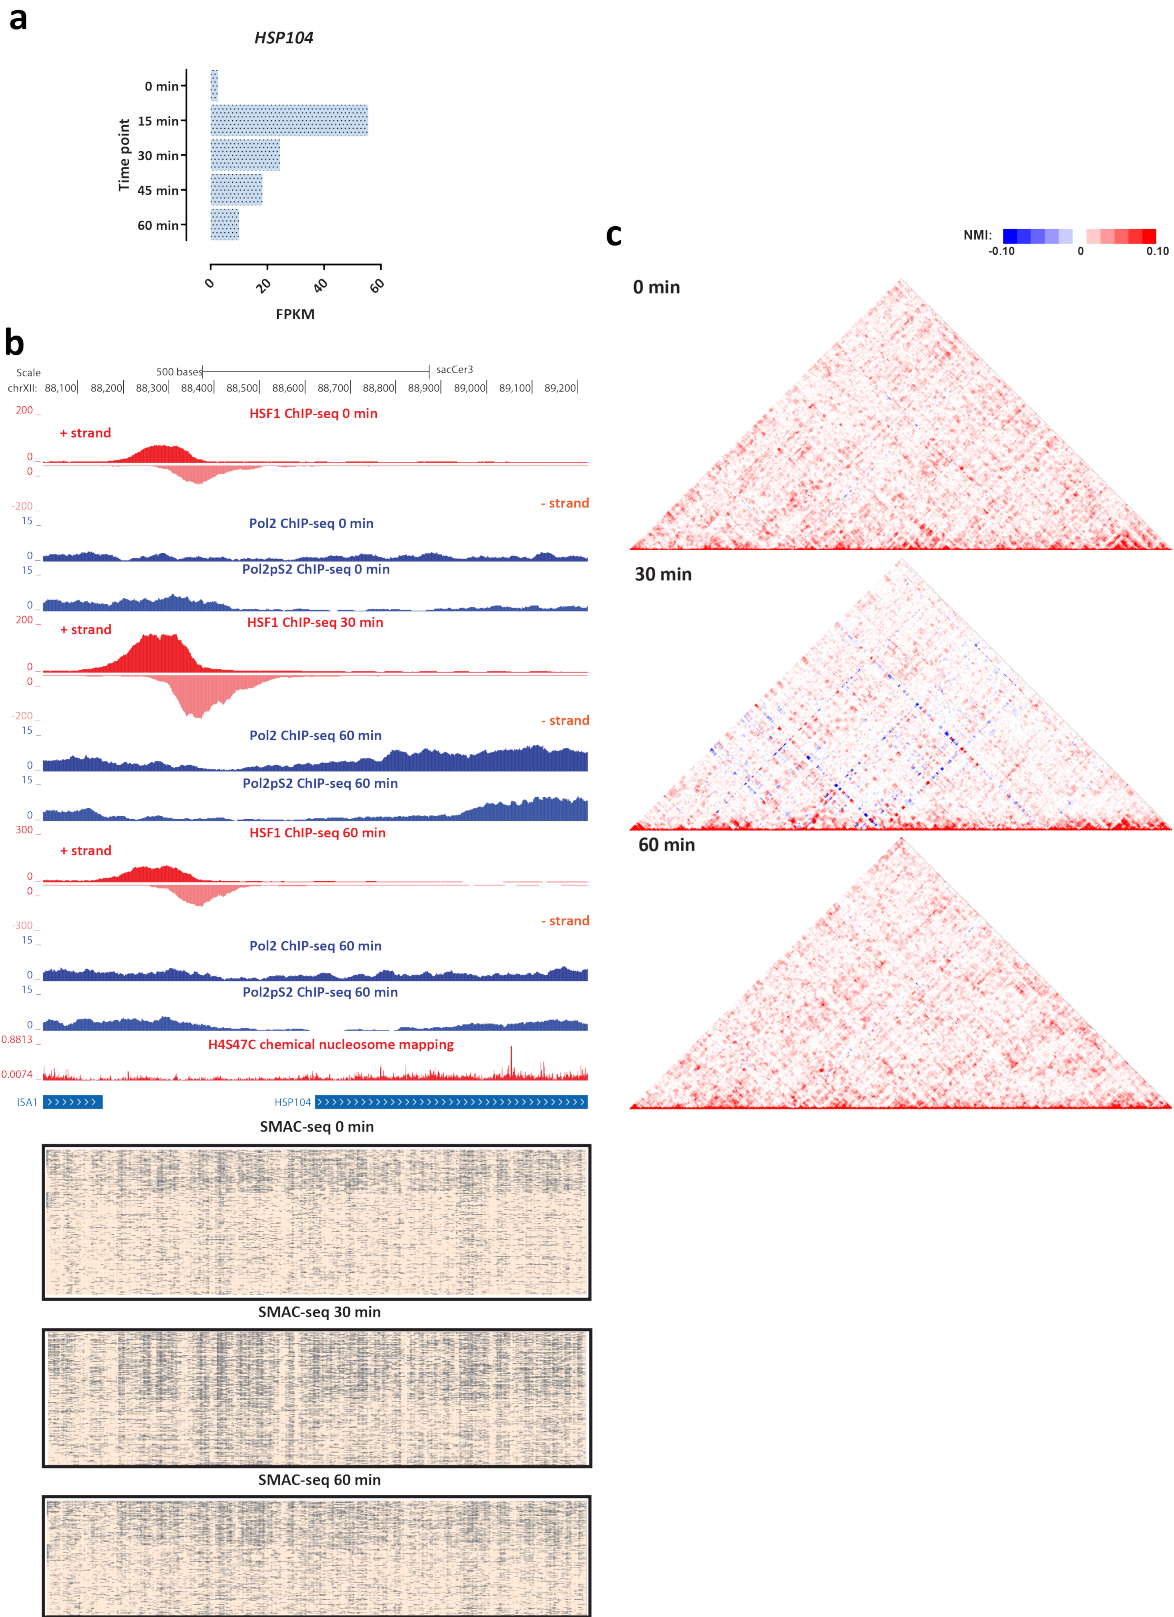 a
HSP104
Time point
0 min
15 min
30 min
45 min
60 min
0 20 40 60
FPKM
b
Scale 500 bases sacCer3
chrXII: 88,100 88,200 88,300 88,400 88,500 88,600 88,700 88,800 88,900 89,000 89,100 89,200
HSF1 ChIP-seq 0 min
200
+ strand
0
0
- strand
-200
Pol2 ChIP-seq 0 min
15
0
Pol2pS2 ChIP-seq 0 min
15
0
HSF1 ChIP-seq 30 min
200
+ strand
0
0
- strand
-200
Pol2 ChIP-seq 60 min
15
0
Pol2pS2 ChIP-seq 60 min
15
0
HSF1 ChIP-seq 60 min
300
+ strand
0
0
- strand
-300
Pol2 ChIP-seq 60 min
15
0
Pol2pS2 ChIP-seq 60 min
15
0
H4S47C chemical nucleosome mapping
0.8813
0.0074
ISA1 HSP104
SMAC-seq 0 min
SMAC-seq 30 min
SMAC-seq 60 min
c
NMI:
-0.10 0 0.10
0 min
30 min
60 min